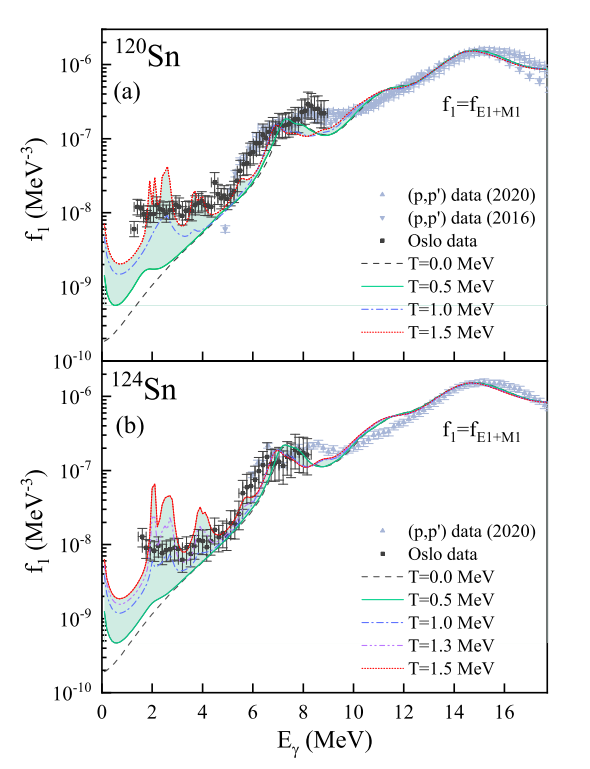 ¹²⁰Sn
(a)
f₁=f_E1+M1
(p,p') data (2020)
(p,p') data (2016)
Oslo data
T=0.0 MeV
T=0.5 MeV
T=1.0 MeV
T=1.5 MeV
f₁ (MeV⁻³)
10⁻⁶
10⁻⁷
10⁻⁸
10⁻⁹
10⁻¹⁰
¹²⁴Sn
(b)
f₁=f_E1+M1
(p,p') data (2020)
Oslo data
T=0.0 MeV
T=0.5 MeV
T=1.0 MeV
T=1.3 MeV
T=1.5 MeV
f₁ (MeV⁻³)
10⁻⁶
10⁻⁷
10⁻⁸
10⁻⁹
10⁻¹⁰
0 2 4 6 8 10 12 14 16
Eᵧ (MeV)